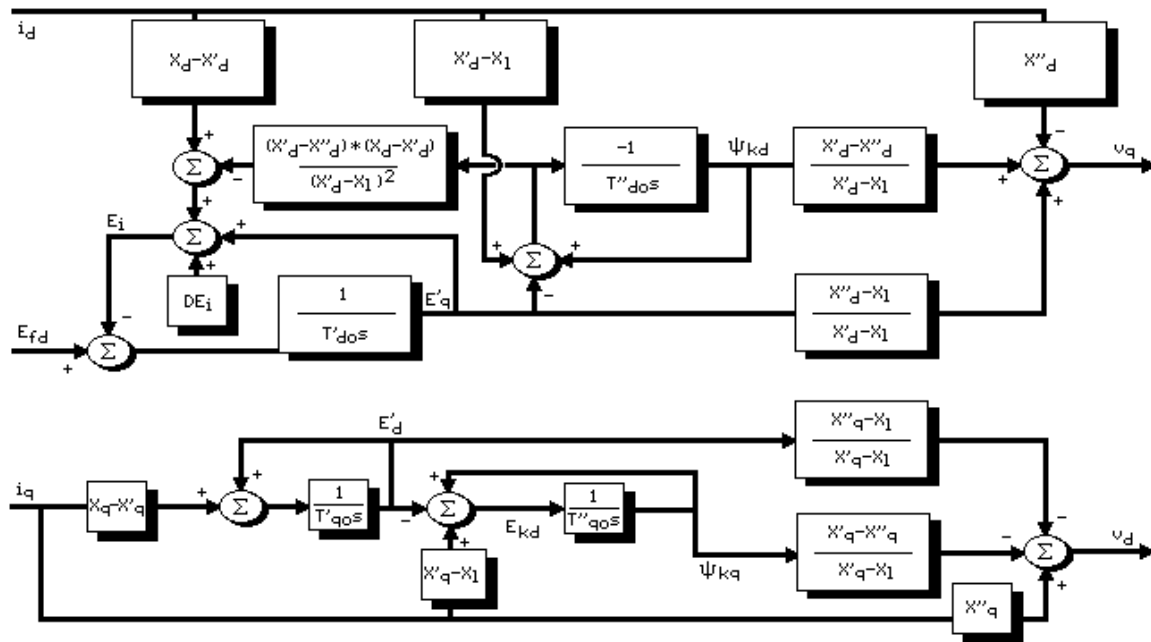 i_d
X_d-X'_d
X'_d-X_l
X''_d
+
-
(X'_d-X''_d)*(X_d-X'_d)
(X'_d-X_l)^2
-1
T''_dos
ψ_kd
X'_d-X''_d
X'_d-X_l
v_q
Σ
-
+
Σ
+
+
E_i
Σ
+
+
DE_i
+
Σ
+
-
1
T'_dos
E'_q
X''_d-X_l
X'_d-X_l
E_fd
-
Σ
+
E'_d
X''_q-X_l
X'_q-X_l
i_q
X_q-X'_q
+
+
Σ
1
T'_qos
-
+
Σ
+
E_kd
1
T''_qos
X'_q-X_l
ψ_kq
X'_q-X''_q
X'_q-X_l
-
-
Σ
+
v_d
X''_q